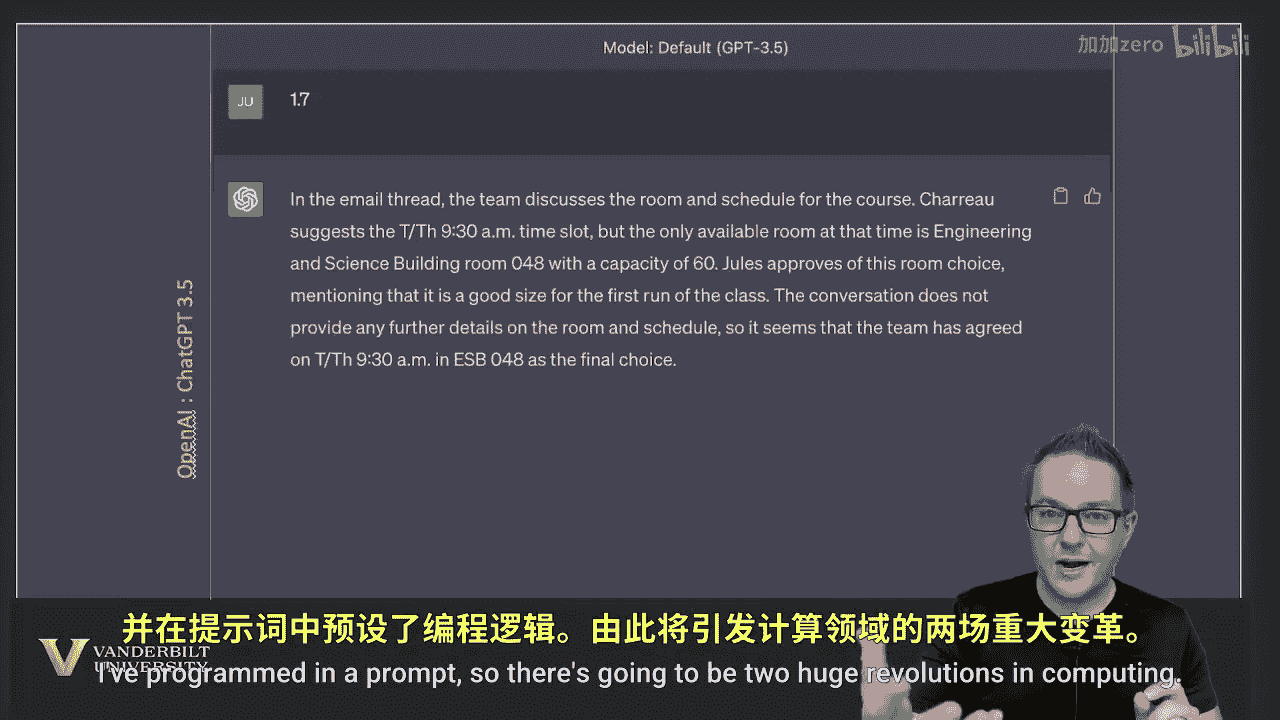 Model: Default (GPT-3.5)
加加zero bilibili
JU
1.7
In the email thread, the team discusses the room and schedule for the course. Charreau
suggests the T/Th 9:30 a.m. time slot, but the only available room at that time is Engineering
and Science Building room 048 with a capacity of 60. Jules approves of this room choice,
mentioning that it is a good size for the first run of the class. The conversation does not
provide any further details on the room and schedule, so it seems that the team has agreed
on T/Th 9:30 a.m. in ESB 048 as the final choice.
OpenAI : ChatGPT 3.5
并在提示词中预设了编程逻辑。由此将引发计算领域的两场重大变革。
VANDERBILT
UNIVERSITY
I've programmed in a prompt, so there's going to be two huge revolutions in computing.